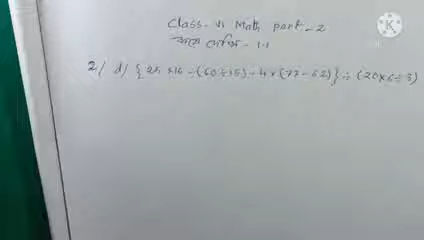 Class- VI Math part - 2
কষে দেখি - 1.1
2/ d/ {25 × 16 ÷ (60 ÷ 15) - 4 × (77 - 62)} ÷ (20 × 6 ÷ 3)